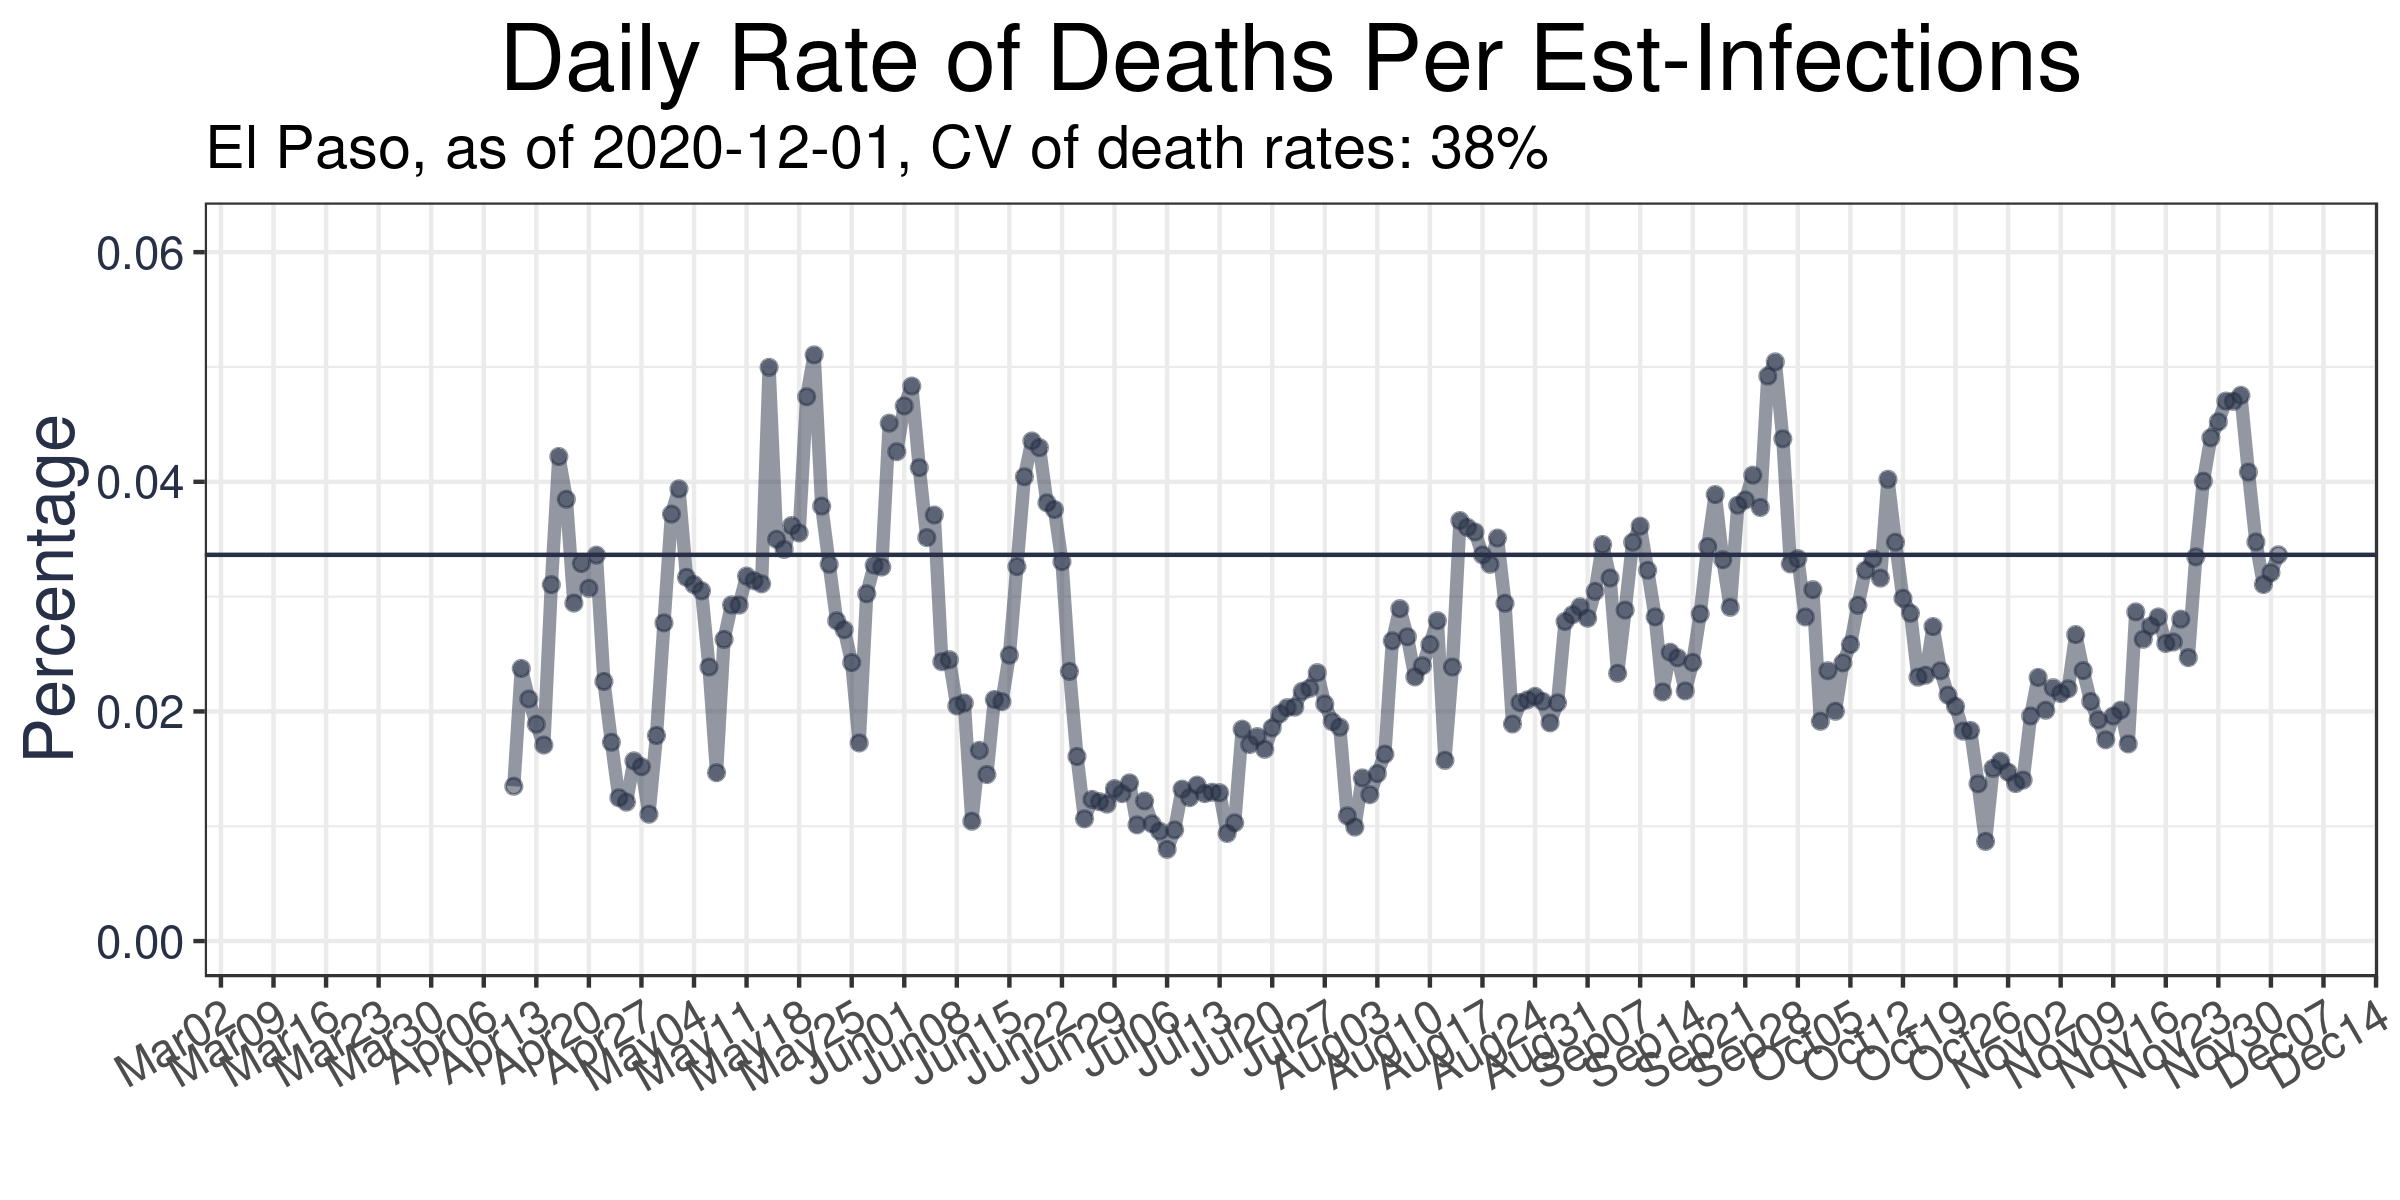 Daily Rate of Deaths Per Est-Infections
El Paso, as of 2020-12-01, CV of death rates: 38%
Percentage
0.06
0.04
0.02
0.00
Mar02
Mar09
Mar16
Mar23
Mar30
Apr06
Apr13
Apr20
Apr27
May04
May11
May18
May25
Jun01
Jun08
Jun15
Jun22
Jun29
Jul06
Jul13
Jul20
Jul27
Aug03
Aug10
Aug17
Aug24
Aug31
Sep07
Sep14
Sep21
Sep28
Oct05
Oct12
Oct19
Oct26
Nov02
Nov09
Nov16
Nov23
Nov30
Dec07
Dec14